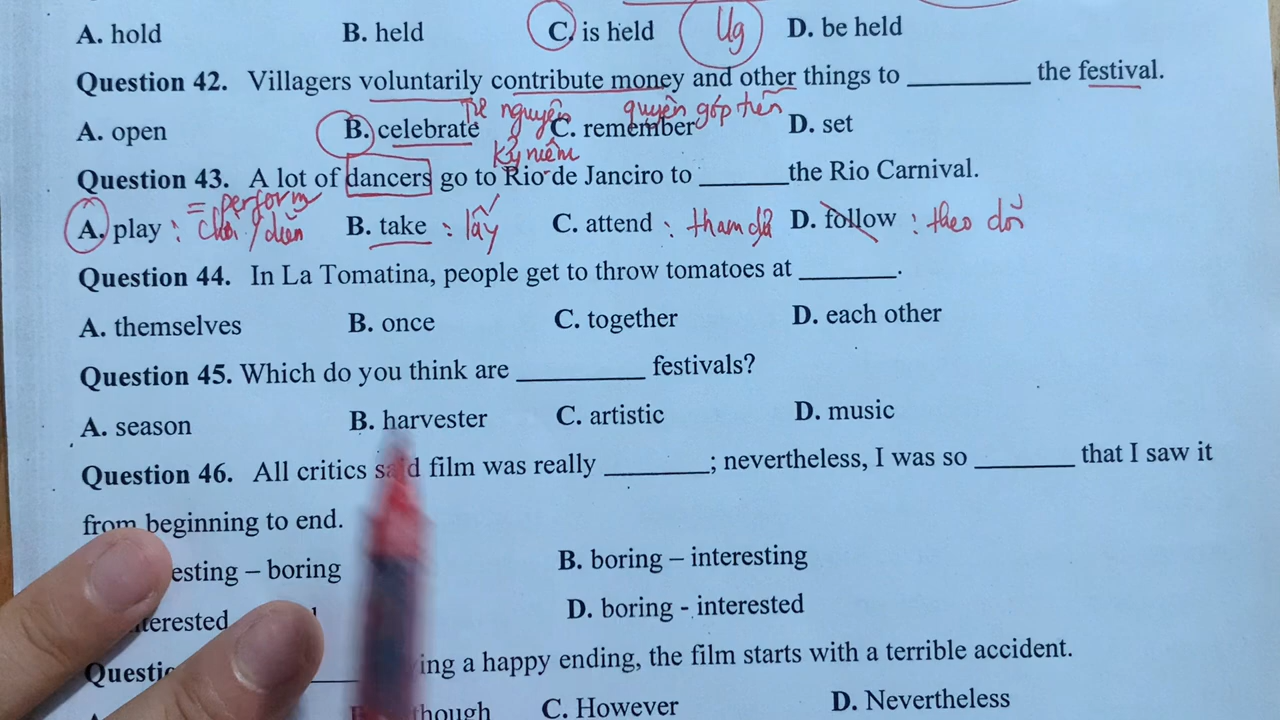 A. hold B. held C. is held Ug D. be held
Question 42. Villagers voluntarily contribute money and other things to __________ the festival.
Tự nguyện quyên góp tiền
A. open B. celebrate C. remember D. set
kỷ niệm
Question 43. A lot of dancers go to Rio de Janciro to _______the Rio Carnival.
= perform
A. play : chơi / diễn B. take : lấy C. attend : tham dự D. follow : theo dõi
Question 44. In La Tomatina, people get to throw tomatoes at ________.
A. themselves B. once C. together D. each other
Question 45. Which do you think are __________ festivals?
A. season B. harvester C. artistic D. music
Question 46. All critics said film was really ________; nevertheless, I was so ________ that I saw it
from beginning to end.
esting – boring B. boring – interesting
terested D. boring - interested
Questi ing a happy ending, the film starts with a terrible accident.
though C. However D. Nevertheless